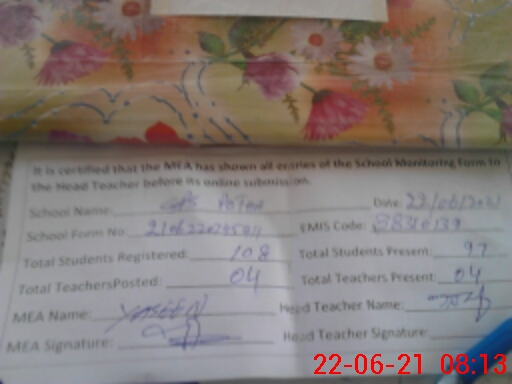 It is certified that the MEA has shown all entries of the School Monitoring Form to
the Head Teacher before its online submission.
School Name: GPS Date: 22/06/2021
School Form No. EMIS Code:
Total Students Registered: 108 Total Students Present: 97
Total TeachersPosted: 04 Total Teachers Present: 04
MEA Name: YASEEN Head Teacher Name:
MEA Signature: Head Teacher Signature:
22-06-21 08:13